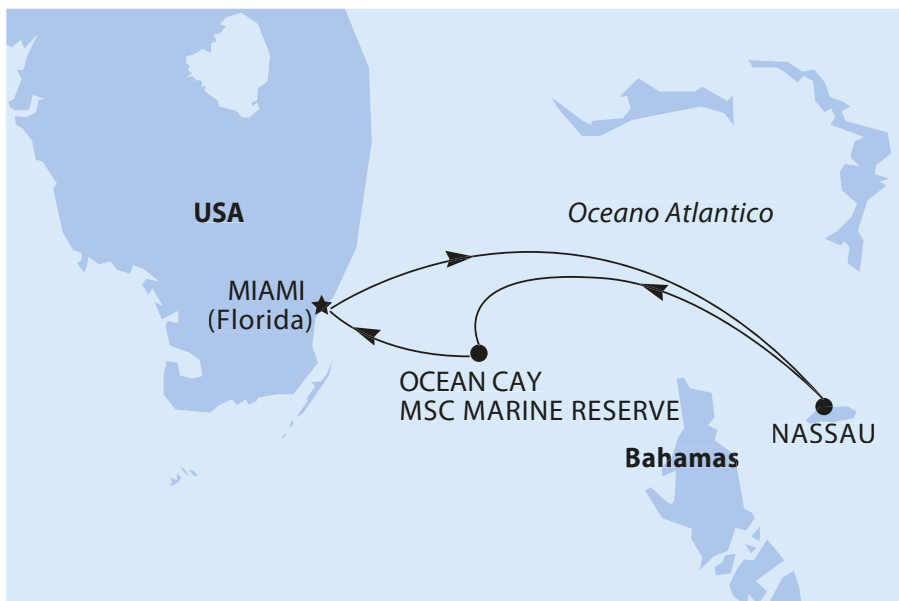 USA
Oceano Atlantico
MIAMI
(Florida)
OCEAN CAY
MSC MARINE RESERVE
NASSAU
Bahamas